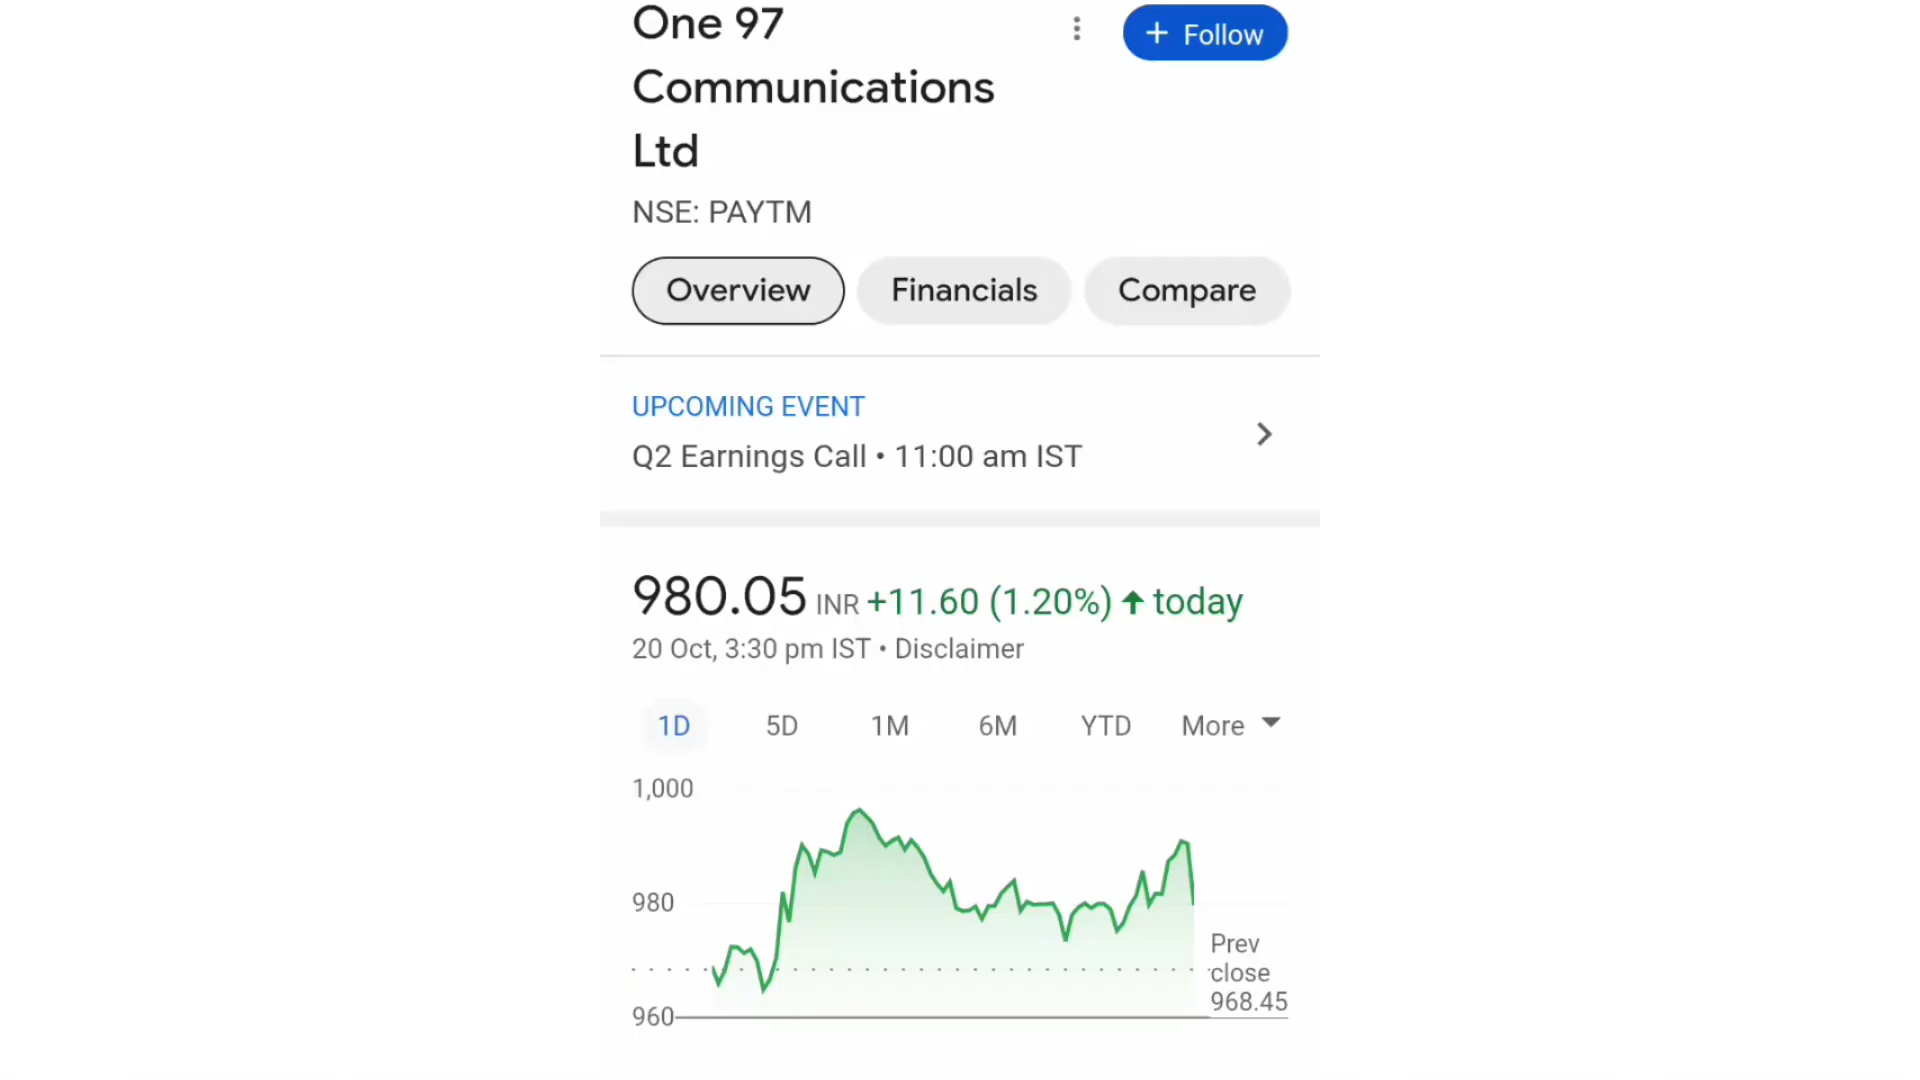 One 97
+ Follow
Communications
Ltd
NSE: PAYTM
Overview Financials Compare
UPCOMING EVENT
Q2 Earnings Call • 11:00 am IST
980.05 INR +11.60 (1.20%) ↑ today
20 Oct, 3:30 pm IST • Disclaimer
1D 5D 1M 6M YTD More
1,000
980
Prev
close
968.45
960